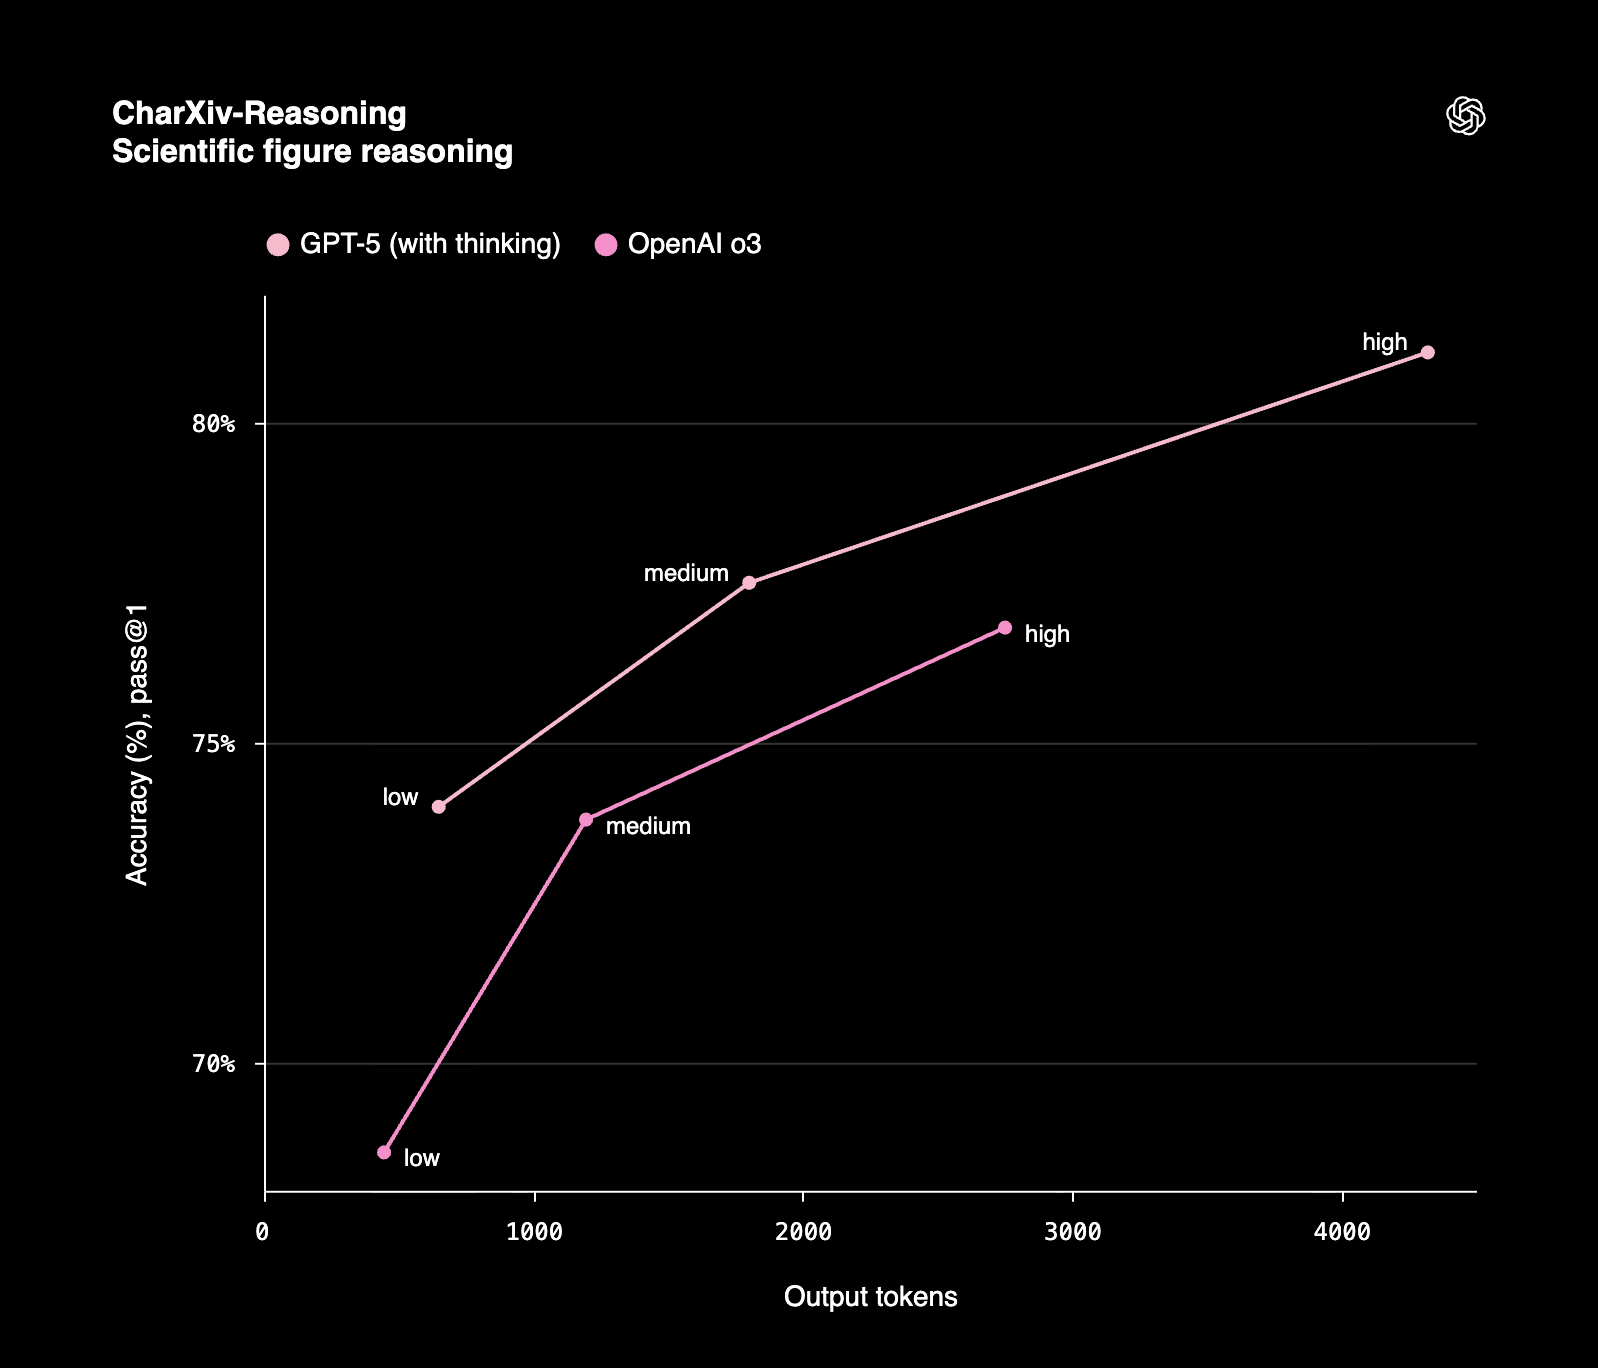 CharXiv-Reasoning
Scientific figure reasoning
GPT-5 (with thinking)
OpenAI o3
high
80%
medium
high
75%
low
medium
Accuracy (%), pass@1
70%
low
0
1000
2000
3000
4000
Output tokens